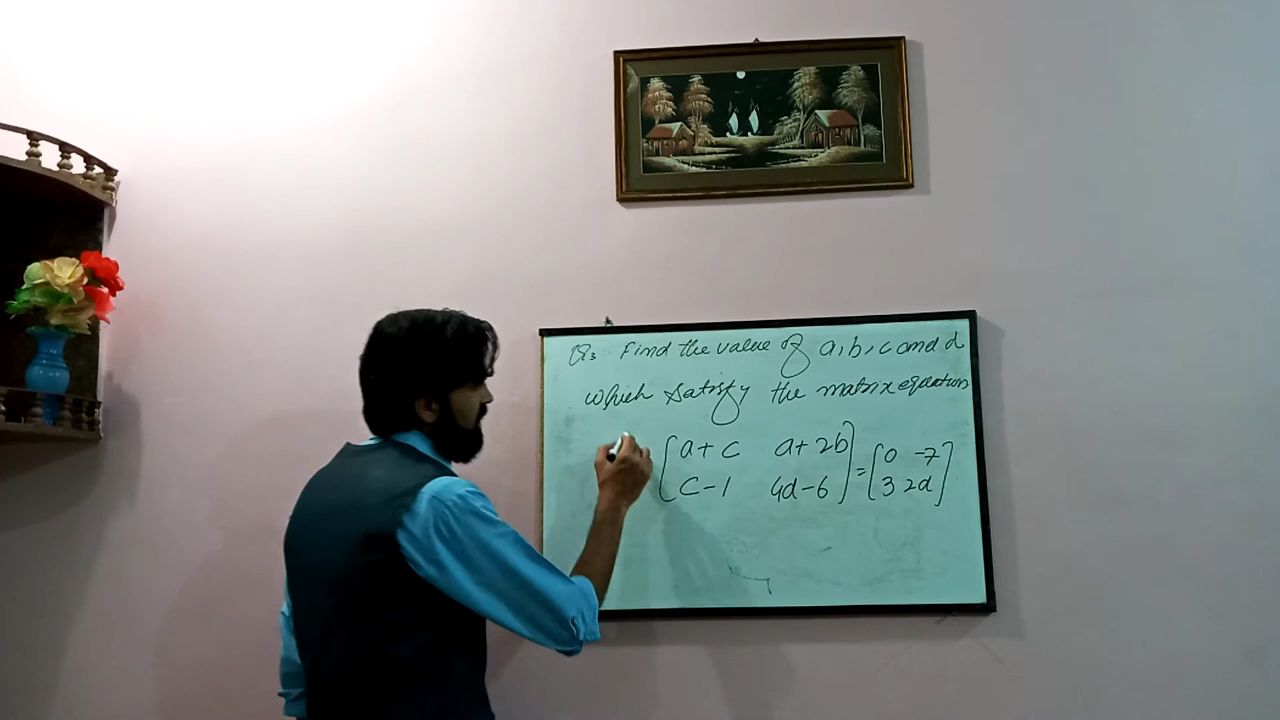 Q3 Find the value of a, b, c and d
which satisfy the matrix equation
[a+c a+2b] = [0 -7]
[c-1 4d-6] [3 2d]